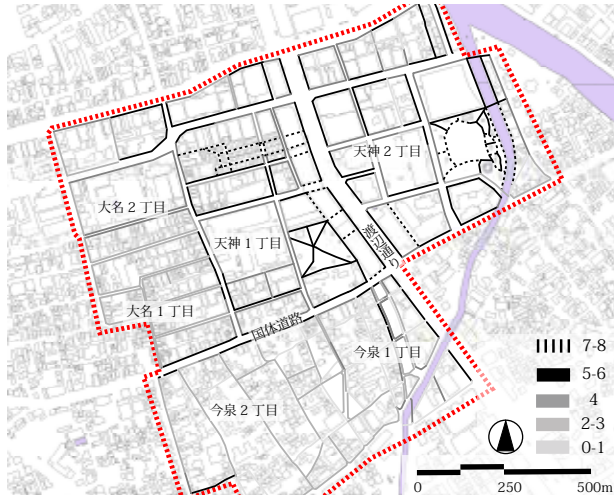 天神2丁目
大名2丁目
渡辺通り
天神1丁目
大名1丁目
国体道路
今泉1丁目
今泉2丁目
7-8
5-6
4
2-3
0-1
0 250 500m